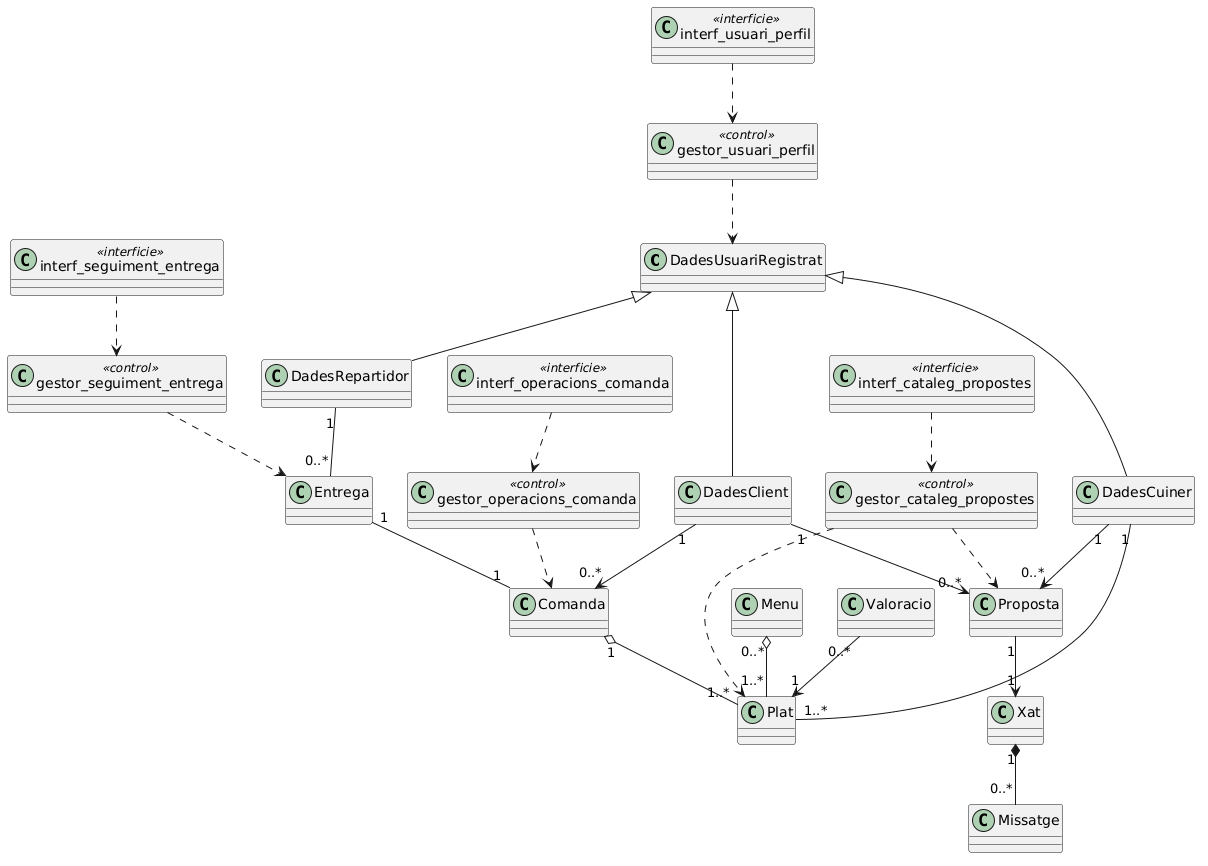 «interficie»
interf_usuari_perfil
«control»
gestor_usuari_perfil
«interficie»
interf_seguiment_entrega
DadesUsuariRegistrat
«control»
gestor_seguiment_entrega
DadesRepartidor
«interficie»
interf_operacions_comanda
«interficie»
interf_cataleg_propostes
1
0..*
Entrega
«control»
gestor_operacions_comanda
DadesClient
«control»
gestor_cataleg_propostes
DadesCuiner
1
1
1
1
1
1
0..*
0..*
0..*
Comanda
Menu
Valoracio
Proposta
1
0..*
0..*
1
1..*
1..*
1
1
1..*
Plat
Xat
1
0..*
Missatge